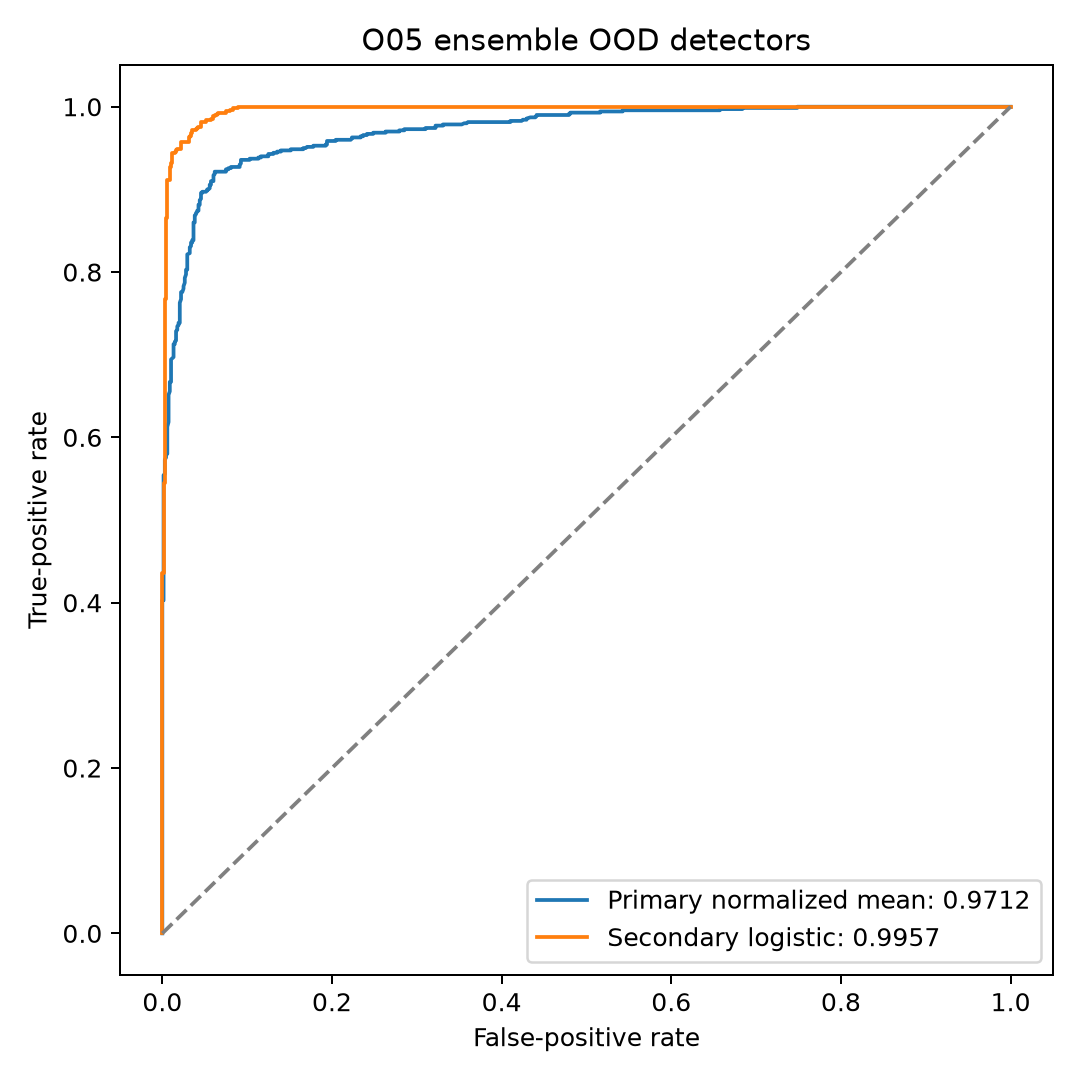 O05 ensemble OOD detectors
1.0
0.8
0.6
0.4
0.2
0.0
True-positive rate
Primary normalized mean: 0.9712
Secondary logistic: 0.9957
0.0 0.2 0.4 0.6 0.8 1.0
False-positive rate